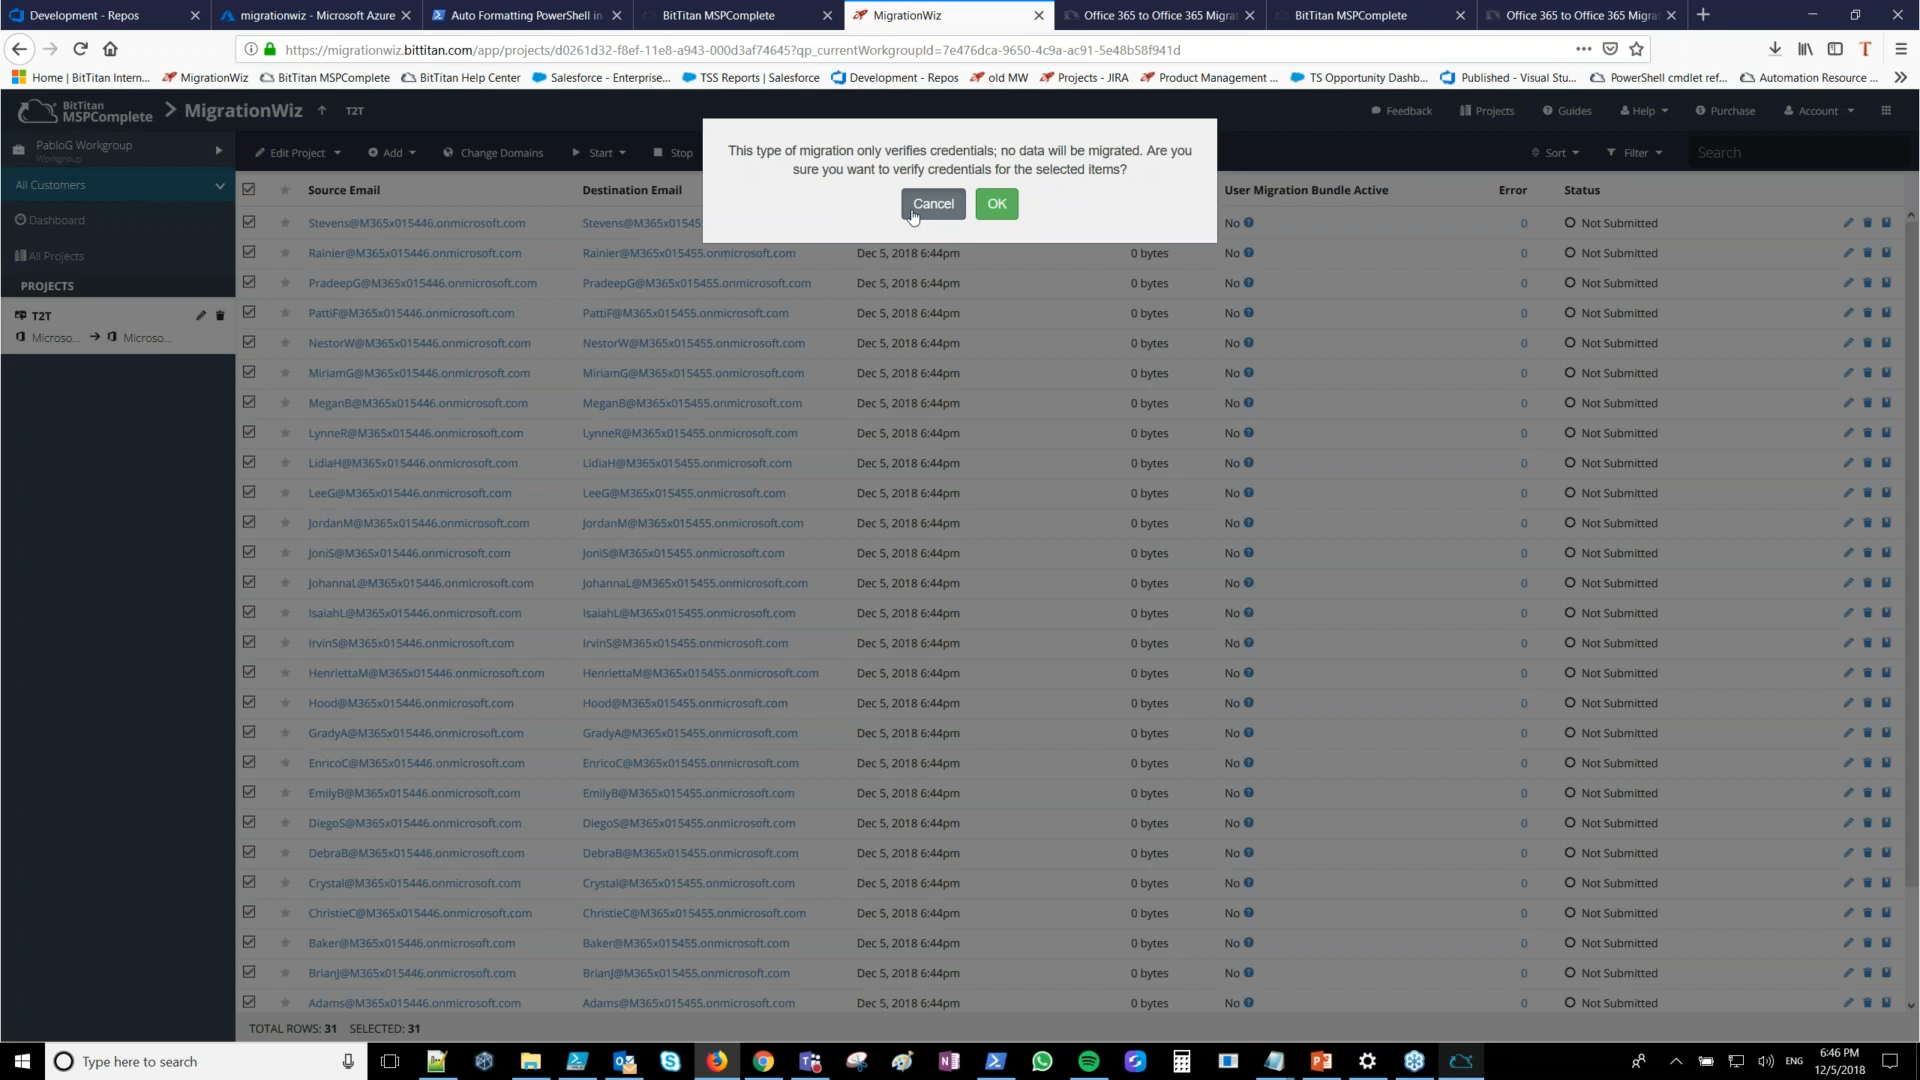 Development - Repos
migrationwiz - Microsoft Azure
Auto Formatting PowerShell in
BitTitan MSPComplete
MigrationWiz
Office 365 to Office 365 Migra
BitTitan MSPComplete
Office 365 to Office 365 Migra
https://migrationwiz.bittitan.com/app/projects/d0261d32-f8ef-11e8-a943-000d3af74645?qp_currentWorkgroupId=7e476dca-9650-4c9a-ac91-5e48b58f941d
Home | BitTitan Intern... MigrationWiz BitTitan MSPComplete BitTitan Help Center Salesforce - Enterprise... TSS Reports | Salesforce Development - Repos old MW Projects - JIRA Product Management ... TS Opportunity Dashb... Published - Visual Stu... PowerShell cmdlet ref... Automation Resource ...
BitTitan MSPComplete > MigrationWiz T2T Feedback Projects Guides Help Purchase Account
PabloG Workgroup
Workgroup
All Customers
Dashboard
All Projects
PROJECTS
T2T
Microso... → Microso...
Edit Project Add Change Domains Start Stop Sort Filter Search
This type of migration only verifies credentials; no data will be migrated. Are you
sure you want to verify credentials for the selected items?
Cancel OK
Source Email Destination Email User Migration Bundle Active Error Status
Stevens@M365x015446.onmicrosoft.com Stevens@M365x015455 No 0 Not Submitted
Rainier@M365x015446.onmicrosoft.com Rainier@M365x015455.onmicrosoft.com Dec 5, 2018 6:44pm 0 bytes No 0 Not Submitted
PradeepG@M365x015446.onmicrosoft.com PradeepG@M365x015455.onmicrosoft.com Dec 5, 2018 6:44pm 0 bytes No 0 Not Submitted
PattiF@M365x015446.onmicrosoft.com PattiF@M365x015455.onmicrosoft.com Dec 5, 2018 6:44pm 0 bytes No 0 Not Submitted
NestorW@M365x015446.onmicrosoft.com NestorW@M365x015455.onmicrosoft.com Dec 5, 2018 6:44pm 0 bytes No 0 Not Submitted
MiriamG@M365x015446.onmicrosoft.com MiriamG@M365x015455.onmicrosoft.com Dec 5, 2018 6:44pm 0 bytes No 0 Not Submitted
MeganB@M365x015446.onmicrosoft.com MeganB@M365x015455.onmicrosoft.com Dec 5, 2018 6:44pm 0 bytes No 0 Not Submitted
LynneR@M365x015446.onmicrosoft.com LynneR@M365x015455.onmicrosoft.com Dec 5, 2018 6:44pm 0 bytes No 0 Not Submitted
LidiaH@M365x015446.onmicrosoft.com LidiaH@M365x015455.onmicrosoft.com Dec 5, 2018 6:44pm 0 bytes No 0 Not Submitted
LeeG@M365x015446.onmicrosoft.com LeeG@M365x015455.onmicrosoft.com Dec 5, 2018 6:44pm 0 bytes No 0 Not Submitted
JordanM@M365x015446.onmicrosoft.com JordanM@M365x015455.onmicrosoft.com Dec 5, 2018 6:44pm 0 bytes No 0 Not Submitted
JoniS@M365x015446.onmicrosoft.com JoniS@M365x015455.onmicrosoft.com Dec 5, 2018 6:44pm 0 bytes No 0 Not Submitted
JohannaL@M365x015446.onmicrosoft.com JohannaL@M365x015455.onmicrosoft.com Dec 5, 2018 6:44pm 0 bytes No 0 Not Submitted
IsaiahL@M365x015446.onmicrosoft.com IsaiahL@M365x015455.onmicrosoft.com Dec 5, 2018 6:44pm 0 bytes No 0 Not Submitted
IrvinS@M365x015446.onmicrosoft.com IrvinS@M365x015455.onmicrosoft.com Dec 5, 2018 6:44pm 0 bytes No 0 Not Submitted
HenriettaM@M365x015446.onmicrosoft.com HenriettaM@M365x015455.onmicrosoft.com Dec 5, 2018 6:44pm 0 bytes No 0 Not Submitted
Hood@M365x015446.onmicrosoft.com Hood@M365x015455.onmicrosoft.com Dec 5, 2018 6:44pm 0 bytes No 0 Not Submitted
GradyA@M365x015446.onmicrosoft.com GradyA@M365x015455.onmicrosoft.com Dec 5, 2018 6:44pm 0 bytes No 0 Not Submitted
EnricoC@M365x015446.onmicrosoft.com EnricoC@M365x015455.onmicrosoft.com Dec 5, 2018 6:44pm 0 bytes No 0 Not Submitted
EmilyB@M365x015446.onmicrosoft.com EmilyB@M365x015455.onmicrosoft.com Dec 5, 2018 6:44pm 0 bytes No 0 Not Submitted
DiegoS@M365x015446.onmicrosoft.com DiegoS@M365x015455.onmicrosoft.com Dec 5, 2018 6:44pm 0 bytes No 0 Not Submitted
DebraB@M365x015446.onmicrosoft.com DebraB@M365x015455.onmicrosoft.com Dec 5, 2018 6:44pm 0 bytes No 0 Not Submitted
Crystal@M365x015446.onmicrosoft.com Crystal@M365x015455.onmicrosoft.com Dec 5, 2018 6:44pm 0 bytes No 0 Not Submitted
ChristieC@M365x015446.onmicrosoft.com ChristieC@M365x015455.onmicrosoft.com Dec 5, 2018 6:44pm 0 bytes No 0 Not Submitted
Baker@M365x015446.onmicrosoft.com Baker@M365x015455.onmicrosoft.com Dec 5, 2018 6:44pm 0 bytes No 0 Not Submitted
BrianJ@M365x015446.onmicrosoft.com BrianJ@M365x015455.onmicrosoft.com Dec 5, 2018 6:44pm 0 bytes No 0 Not Submitted
Adams@M365x015446.onmicrosoft.com Adams@M365x015455.onmicrosoft.com Dec 5, 2018 6:44pm 0 bytes No 0 Not Submitted
TOTAL ROWS: 31 SELECTED: 31
Type here to search ENG 6:46 PM
12/5/2018